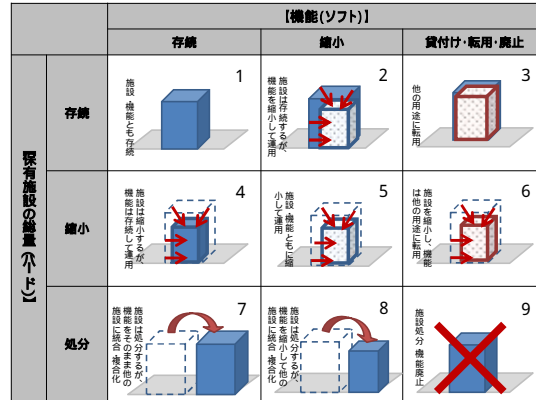 【機能(ソフト)】
存続
縮小
貸付け・転用・廃止
【保有施設の総量(ハード)】
存続
1
施設・機能とも存続
2
施設は存続するが、
機能を縮小して運用
3
他の用途に転用
縮小
4
施設は縮小するが、
機能は存続して運用
5
施設・機能ともに縮
小して運用
6
施設を縮小し、機能
は他の用途に転用
処分
7
施設は処分するが、
機能をそのまま他の
施設に統合・複合化
8
施設は処分するが、
機能を縮小して他の
施設に統合・複合化
9
施設処分・機能廃止